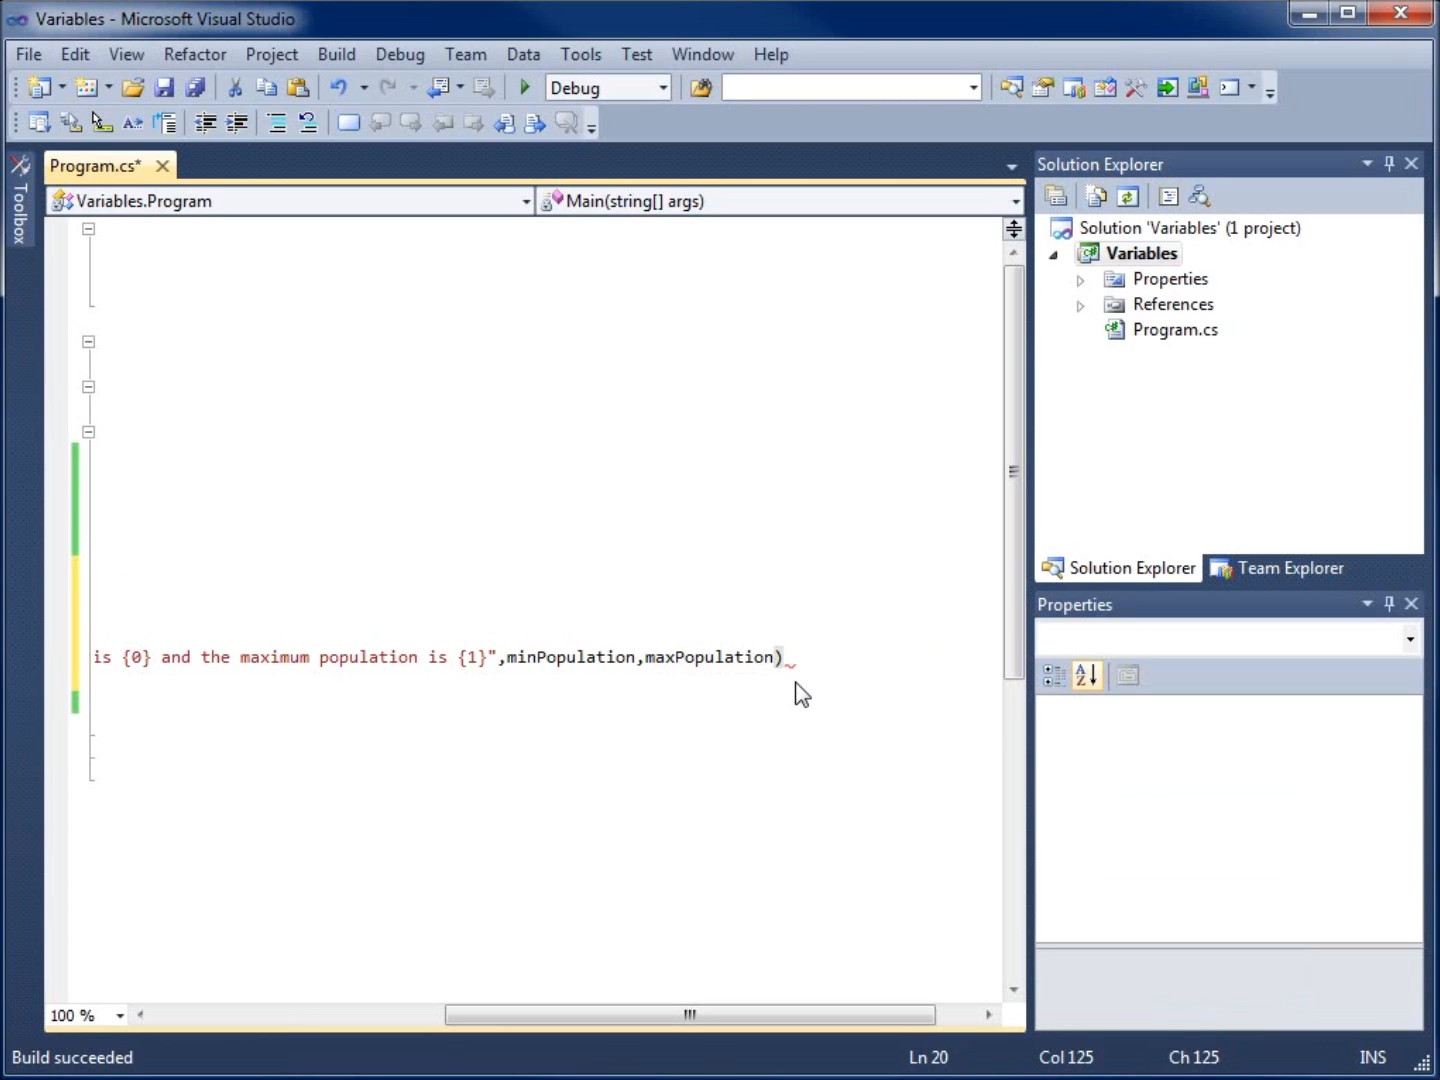 Variables - Microsoft Visual Studio
File Edit View Refactor Project Build Debug Team Data Tools Test Window Help
Debug
Toolbox
Program.cs*
Variables.Program
Main(string[] args)
is {0} and the maximum population is {1}",minPopulation,maxPopulation)
100 %
Solution Explorer
Solution 'Variables' (1 project)
Variables
Properties
References
Program.cs
Solution Explorer Team Explorer
Properties
Build succeeded Ln 20 Col 125 Ch 125 INS